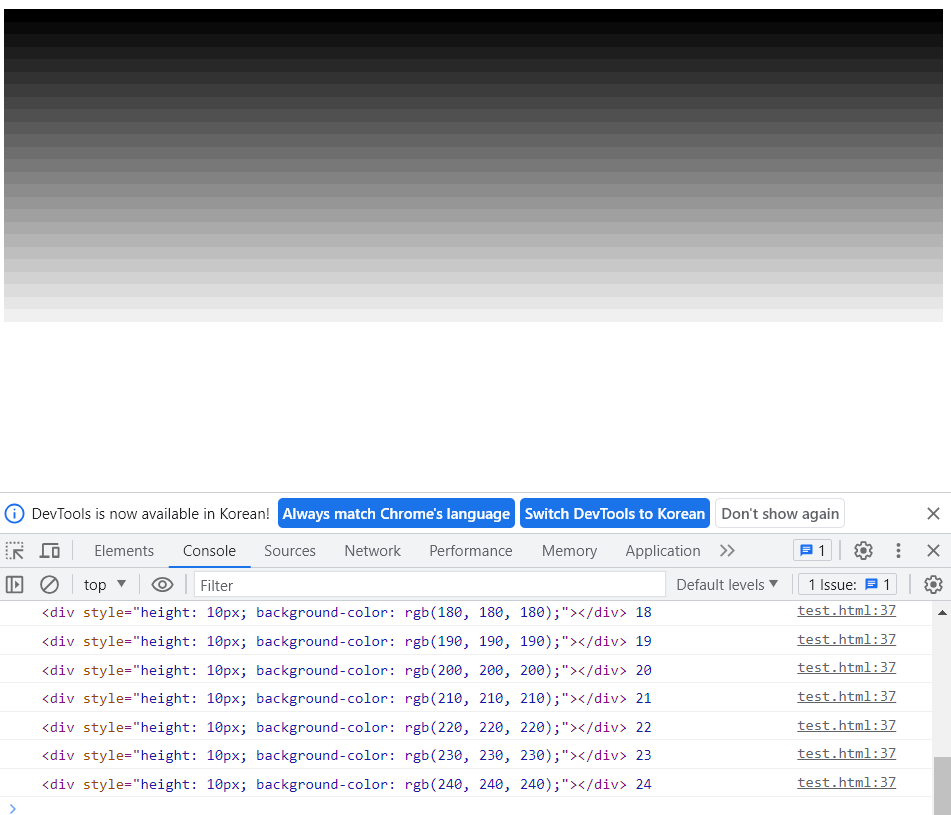 DevTools is now available in Korean! Always match Chrome's language Switch DevTools to Korean Don't show again
Elements Console Sources Network Performance Memory Application 1
top Filter Default levels 1 Issue: 1
<div style="height: 10px; background-color: rgb(180, 180, 180);"></div> 18 test.html:37
<div style="height: 10px; background-color: rgb(190, 190, 190);"></div> 19 test.html:37
<div style="height: 10px; background-color: rgb(200, 200, 200);"></div> 20 test.html:37
<div style="height: 10px; background-color: rgb(210, 210, 210);"></div> 21 test.html:37
<div style="height: 10px; background-color: rgb(220, 220, 220);"></div> 22 test.html:37
<div style="height: 10px; background-color: rgb(230, 230, 230);"></div> 23 test.html:37
<div style="height: 10px; background-color: rgb(240, 240, 240);"></div> 24 test.html:37